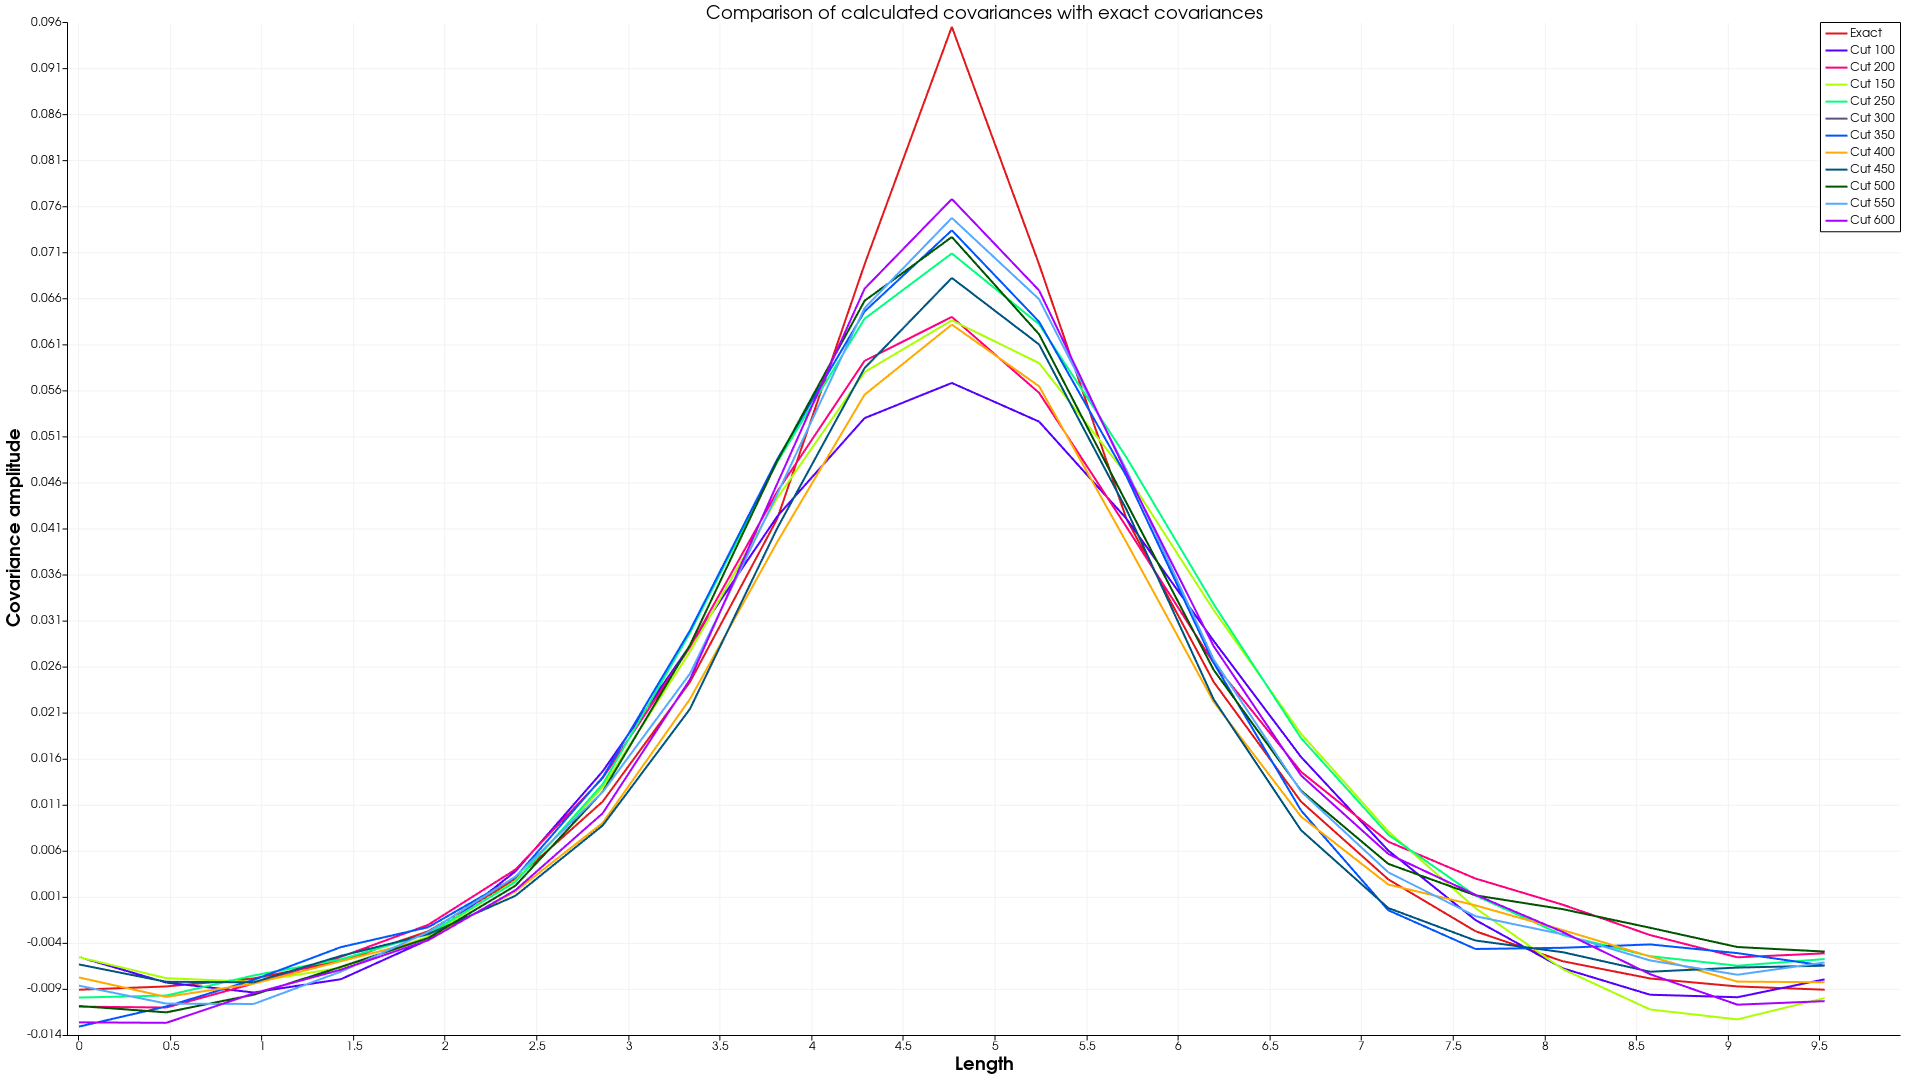 Comparison of calculated covariances with exact covariances
0.096
0.091
0.086
0.081
0.076
0.071
0.066
0.061
0.056
0.051
0.046
0.041
0.036
0.031
0.026
0.021
0.016
0.011
0.006
0.001
-0.004
-0.009
-0.014
Covariance amplitude
0 0.5 1 1.5 2 2.5 3 3.5 4 4.5 5 5.5 6 6.5 7 7.5 8 8.5 9 9.5
Length
Exact
Cut 100
Cut 200
Cut 150
Cut 250
Cut 300
Cut 350
Cut 400
Cut 450
Cut 500
Cut 550
Cut 600